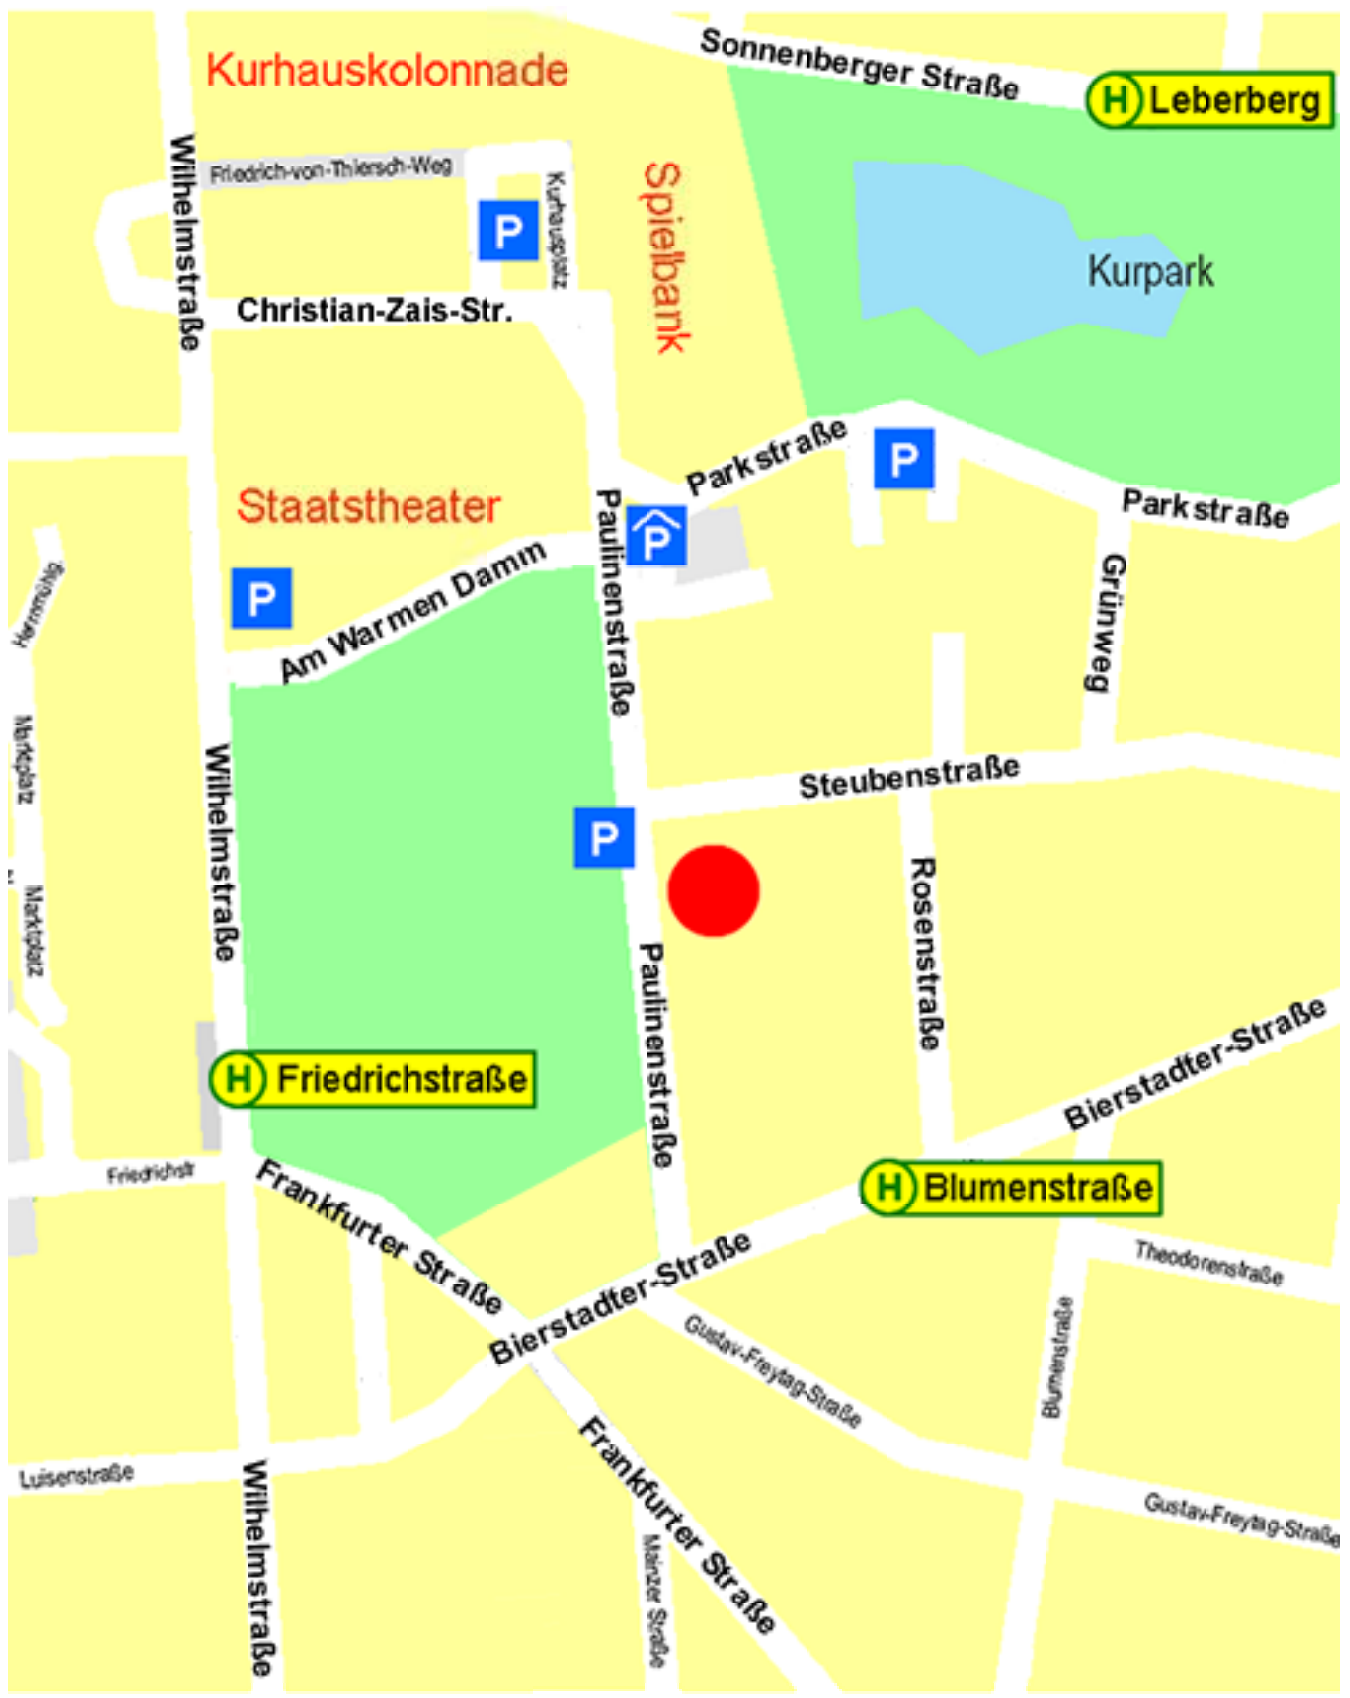 Sonnenberger Straße
Kurhauskolonnade
H Leberberg
Wilhelmstraße
Friedrich-von-Thiersch-Weg
Kurhausplatz
Spielbank
P
Kurpark
Christian-Zais-Str.
Parkstraße
P
Staatstheater
Parkstraße
Paulinenstraße
P
Am Warmen Damm
P
Herrnmühlg.
Grünweg
Marktplatz
Wilhelmstraße
Steubenstraße
P
Rosenstraße
Marktplatz
Paulinenstraße
Bierstadter-Straße
H Friedrichstraße
Friedrichstr
Frankfurter Straße
H Blumenstraße
Bierstadter-Straße
Theodorenstraße
Gustav-Freytag-Straße
Blumenstraße
Luisenstraße
Frankfurter Straße
Wilhelmstraße
Gustav-Freytag-Straße
Mainzer Straße